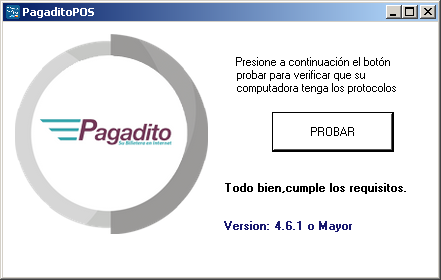 PagaditoPOS
Presione a continuación el botón
probar para verificar que su
computadora tenga los protocolos
PROBAR
Pagadito
Su Billetera en Internet
Todo bien,cumple los requisitos.
Version: 4.6.1 o Mayor